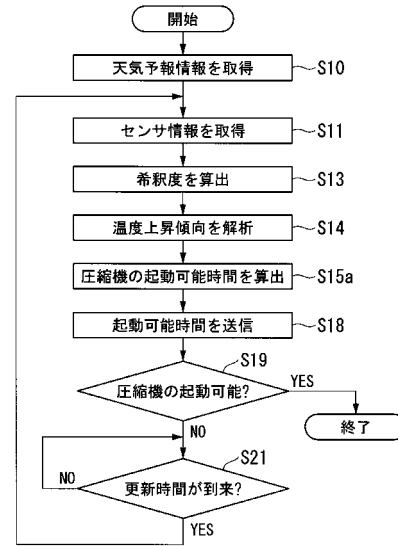 開始
天気予報情報を取得 S10
センサ情報を取得 S11
希釈度を算出 S13
温度上昇傾向を解析 S14
圧縮機の起動可能時間を算出 S15a
起動可能時間を送信 S18
S19
圧縮機の起動可能? YES
終了
NO
S21
NO 更新時間が到来?
YES